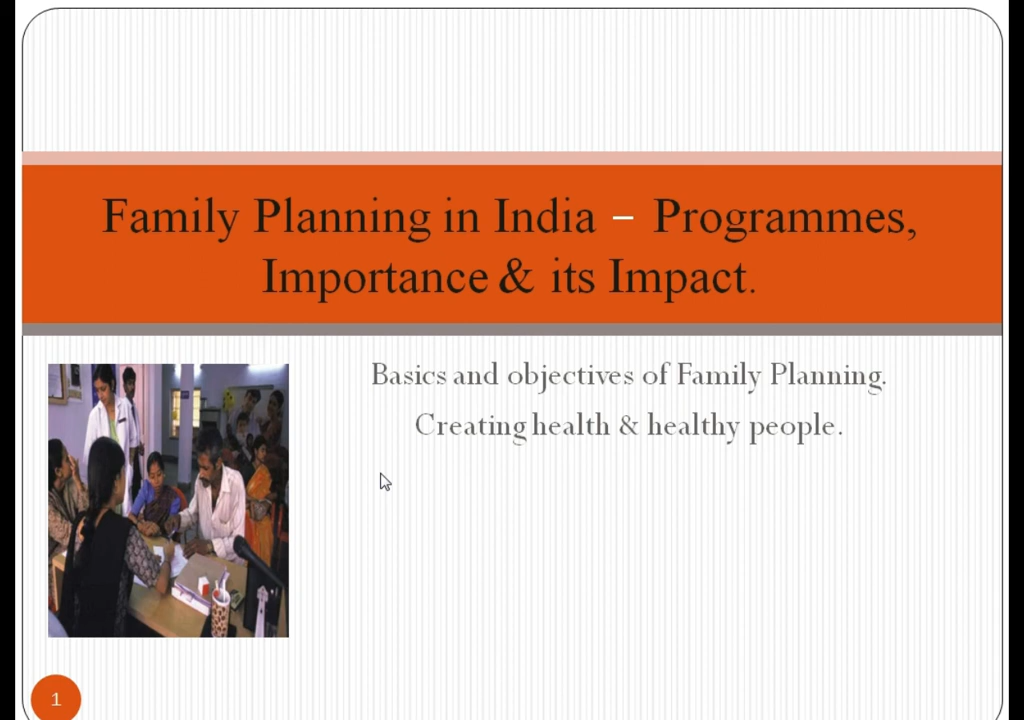 Family Planning in India – Programmes,
Importance & its Impact.
Basics and objectives of Family Planning.
Creating health & healthy people.
1